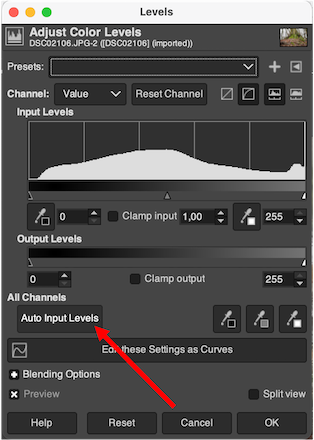 Levels
Adjust Color Levels
DSC02106.JPG-2 ([DSC02106] (imported))
Presets:
Channel: Value Reset Channel
Input Levels
0 Clamp input 1,00 255
Output Levels
0 Clamp output 255
All Channels
Auto Input Levels
Edit these Settings as Curves
Blending Options
Preview Split view
Help Reset Cancel OK